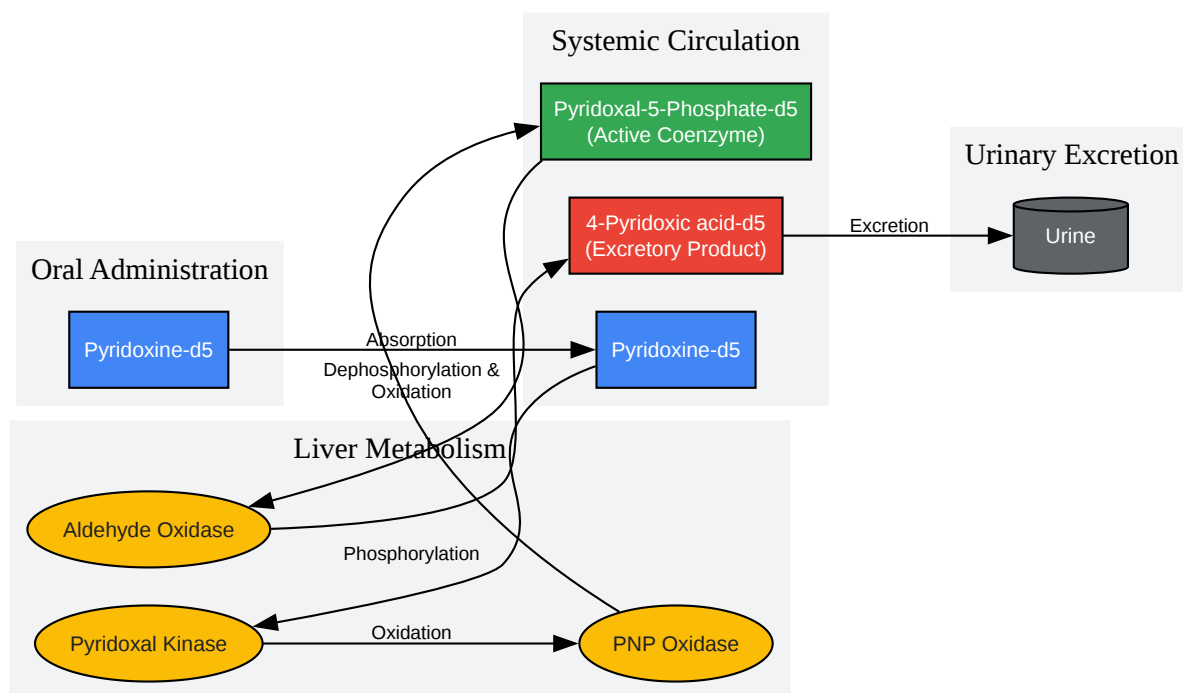 Systemic Circulation
Pyridoxal-5-Phosphate-d5
(Active Coenzyme)
Urinary Excretion
4-Pyridoxic acid-d5
(Excretory Product)
Excretion
Urine
Oral Administration
Pyridoxine-d5
Absorption
Pyridoxine-d5
Dephosphorylation &
Oxidation
Liver Metabolism
Aldehyde Oxidase
Phosphorylation
Pyridoxal Kinase
Oxidation
PNP Oxidase